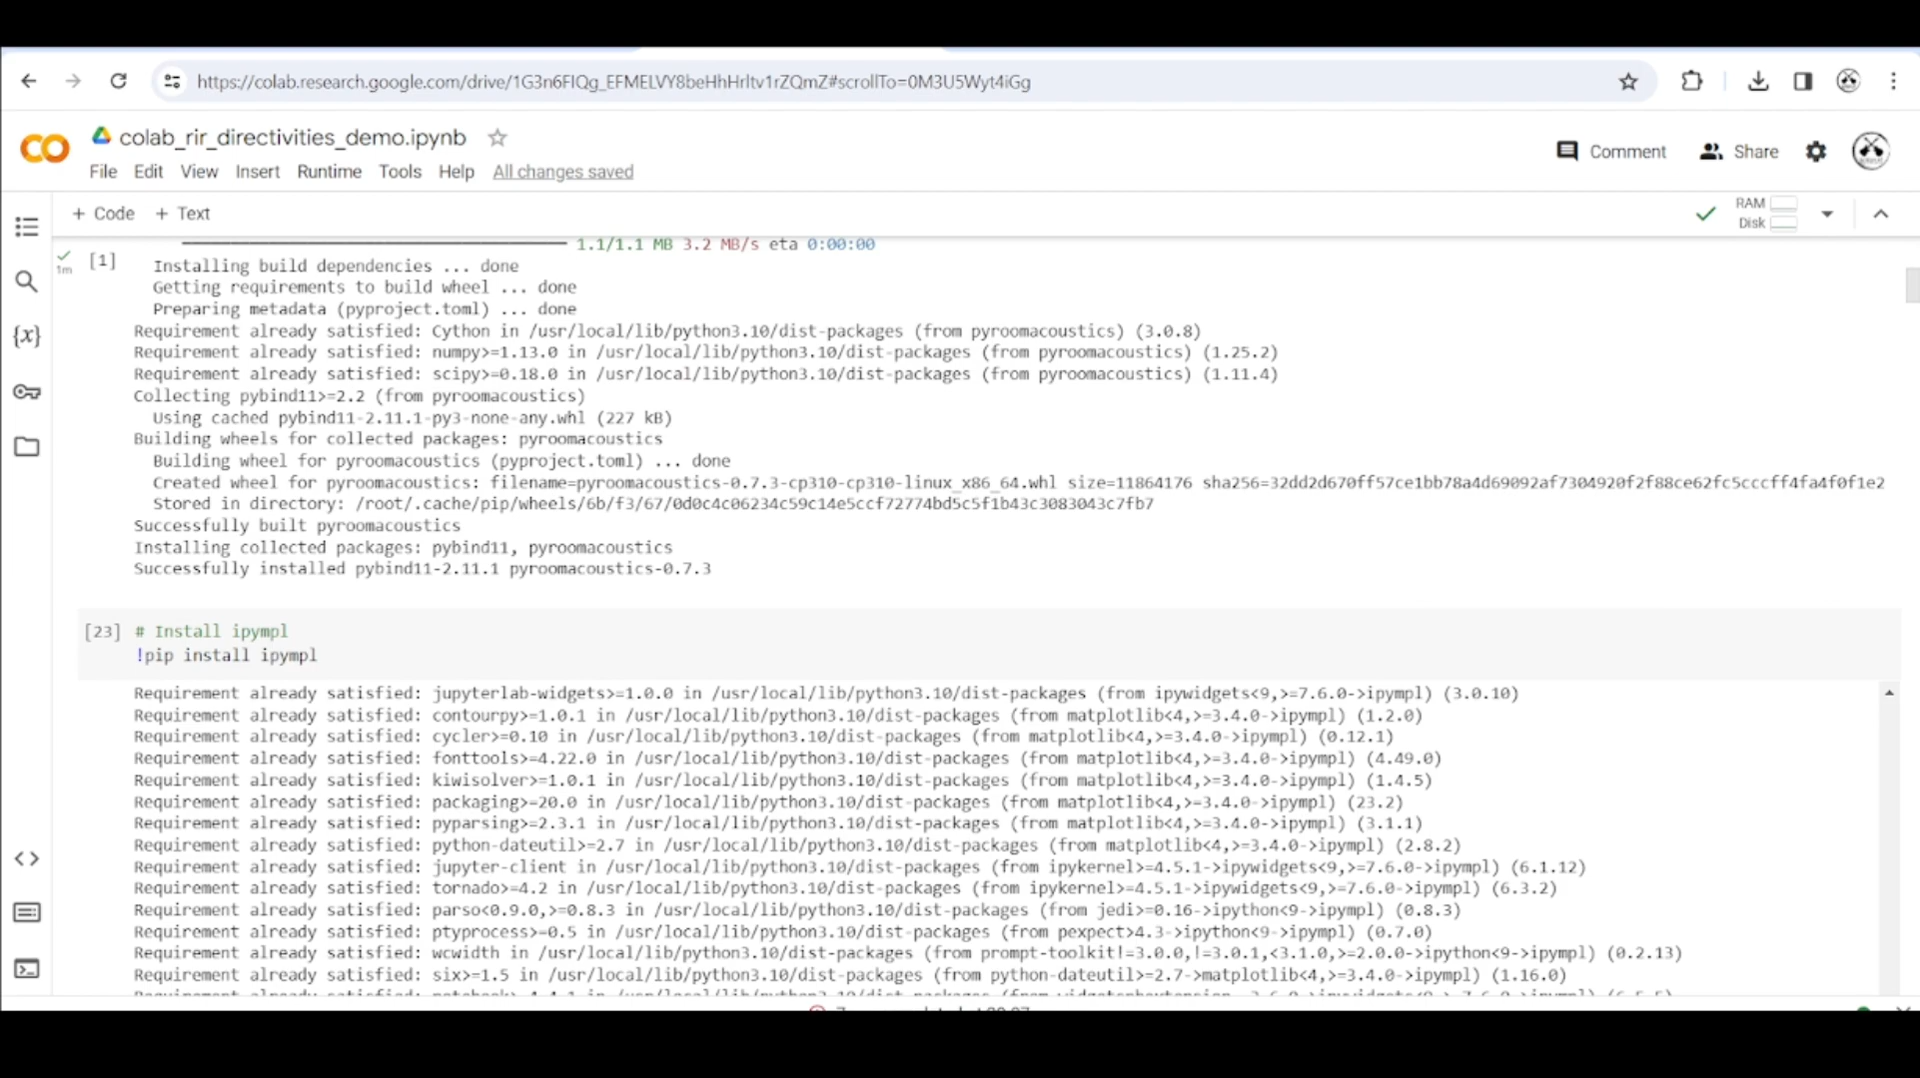 https://colab.research.google.com/drive/1G3n6FIQg_EFMELVY8beHhHrltv1rZQmZ#scrollTo=0M3U5Wyt4iGg
colab_rir_directivities_demo.ipynb
Comment
Share
File Edit View Insert Runtime Tools Help All changes saved
+ Code + Text
RAM
Disk
1.1/1.1 MB 3.2 MB/s eta 0:00:00
1m
[1]
Installing build dependencies ... done
Getting requirements to build wheel ... done
Preparing metadata (pyproject.toml) ... done
Requirement already satisfied: Cython in /usr/local/lib/python3.10/dist-packages (from pyroomacoustics) (3.0.8)
Requirement already satisfied: numpy>=1.13.0 in /usr/local/lib/python3.10/dist-packages (from pyroomacoustics) (1.25.2)
Requirement already satisfied: scipy>=0.18.0 in /usr/local/lib/python3.10/dist-packages (from pyroomacoustics) (1.11.4)
Collecting pybind11>=2.2 (from pyroomacoustics)
Using cached pybind11-2.11.1-py3-none-any.whl (227 kB)
Building wheels for collected packages: pyroomacoustics
Building wheel for pyroomacoustics (pyproject.toml) ... done
Created wheel for pyroomacoustics: filename=pyroomacoustics-0.7.3-cp310-cp310-linux_x86_64.whl size=11864176 sha256=32dd2d670ff57ce1bb78a4d69092af7304920f2f88ce62fc5cccff4fa4f0f1e2
Stored in directory: /root/.cache/pip/wheels/6b/f3/67/0d0c4c06234c59c14e5ccf72774bd5c5f1b43c3083043c7fb7
Successfully built pyroomacoustics
Installing collected packages: pybind11, pyroomacoustics
Successfully installed pybind11-2.11.1 pyroomacoustics-0.7.3
[23] # Install ipympl
!pip install ipympl
Requirement already satisfied: jupyterlab-widgets>=1.0.0 in /usr/local/lib/python3.10/dist-packages (from ipywidgets<9,>=7.6.0->ipympl) (3.0.10)
Requirement already satisfied: contourpy>=1.0.1 in /usr/local/lib/python3.10/dist-packages (from matplotlib<4,>=3.4.0->ipympl) (1.2.0)
Requirement already satisfied: cycler>=0.10 in /usr/local/lib/python3.10/dist-packages (from matplotlib<4,>=3.4.0->ipympl) (0.12.1)
Requirement already satisfied: fonttools>=4.22.0 in /usr/local/lib/python3.10/dist-packages (from matplotlib<4,>=3.4.0->ipympl) (4.49.0)
Requirement already satisfied: kiwisolver>=1.0.1 in /usr/local/lib/python3.10/dist-packages (from matplotlib<4,>=3.4.0->ipympl) (1.4.5)
Requirement already satisfied: packaging>=20.0 in /usr/local/lib/python3.10/dist-packages (from matplotlib<4,>=3.4.0->ipympl) (23.2)
Requirement already satisfied: pyparsing>=2.3.1 in /usr/local/lib/python3.10/dist-packages (from matplotlib<4,>=3.4.0->ipympl) (3.1.1)
Requirement already satisfied: python-dateutil>=2.7 in /usr/local/lib/python3.10/dist-packages (from matplotlib<4,>=3.4.0->ipympl) (2.8.2)
Requirement already satisfied: jupyter-client in /usr/local/lib/python3.10/dist-packages (from ipykernel>=4.5.1->ipywidgets<9,>=7.6.0->ipympl) (6.1.12)
Requirement already satisfied: tornado>=4.2 in /usr/local/lib/python3.10/dist-packages (from ipykernel>=4.5.1->ipywidgets<9,>=7.6.0->ipympl) (6.3.2)
Requirement already satisfied: parso<0.9.0,>=0.8.3 in /usr/local/lib/python3.10/dist-packages (from jedi>=0.16->ipython<9->ipympl) (0.8.3)
Requirement already satisfied: ptyprocess>=0.5 in /usr/local/lib/python3.10/dist-packages (from pexpect>4.3->ipython<9->ipympl) (0.7.0)
Requirement already satisfied: wcwidth in /usr/local/lib/python3.10/dist-packages (from prompt-toolkit!=3.0.0,!=3.0.1,<3.1.0,>=2.0.0->ipython<9->ipympl) (0.2.13)
Requirement already satisfied: six>=1.5 in /usr/local/lib/python3.10/dist-packages (from python-dateutil>=2.7->matplotlib<4,>=3.4.0->ipympl) (1.16.0)